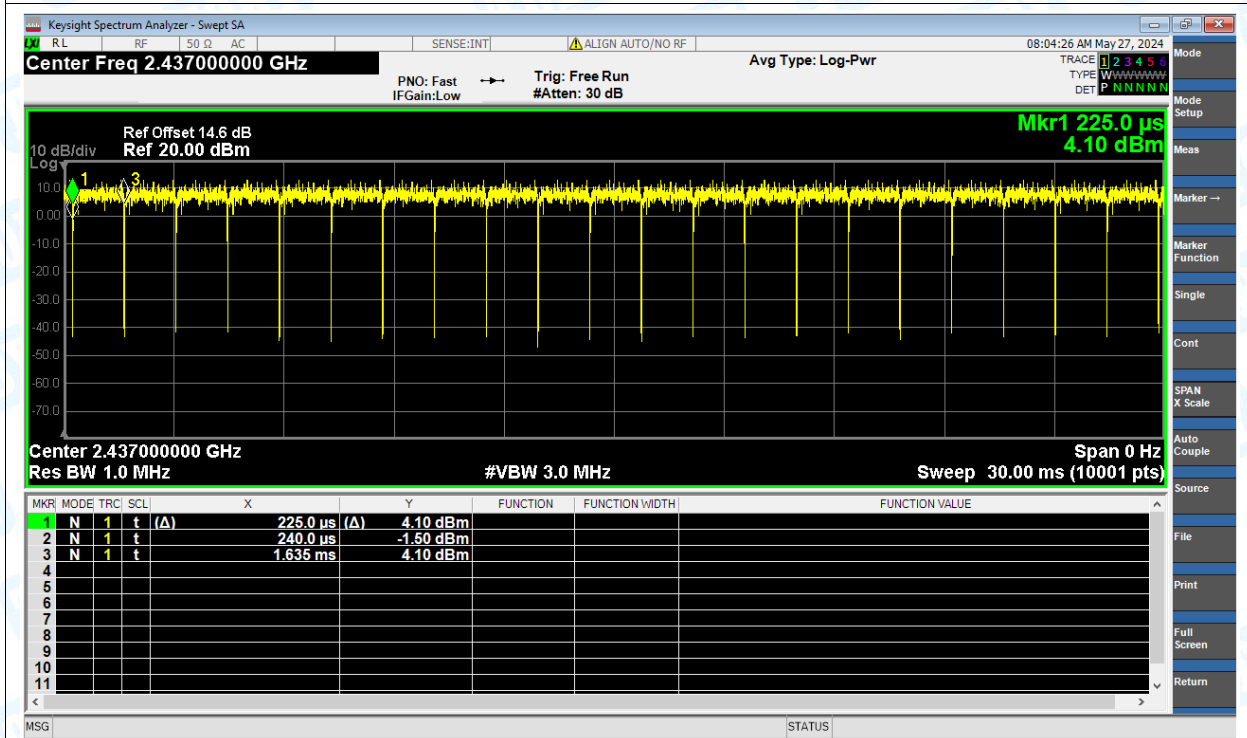 Keysight Spectrum Analyzer - Swept SA
LXI RL RF 50 Ω AC SENSE:INT ALIGN AUTO/NO RF 08:04:26 AM May 27, 2024
Center Freq 2.437000000 GHz
PNO: Fast
IFGain:Low
Trig: Free Run
#Atten: 30 dB
Avg Type: Log-Pwr
TRACE 1 2 3 4 5 6
TYPE WWWWWW
DET P N N N N N
Mkr1 225.0 µs
4.10 dBm
Ref Offset 14.6 dB
10 dB/div Ref 20.00 dBm
Log
1
3
10.0
0.00
-10.0
-20.0
-30.0
-40.0
-50.0
-60.0
-70.0
Center 2.437000000 GHz Span 0 Hz
Res BW 1.0 MHz #VBW 3.0 MHz Sweep 30.00 ms (10001 pts)
MKR MODE TRC SCL X Y FUNCTION FUNCTION WIDTH FUNCTION VALUE
1 N 1 t (Δ) 225.0 µs (Δ) 4.10 dBm
2 N 1 t 240.0 µs -1.50 dBm
3 N 1 t 1.635 ms 4.10 dBm
4
5
6
7
8
9
10
11
MSG STATUS
Mode
Mode
Setup
Meas
Marker →
Marker
Function
Single
Cont
SPAN
X Scale
Auto
Couple
Source
File
Print
Full
Screen
Return